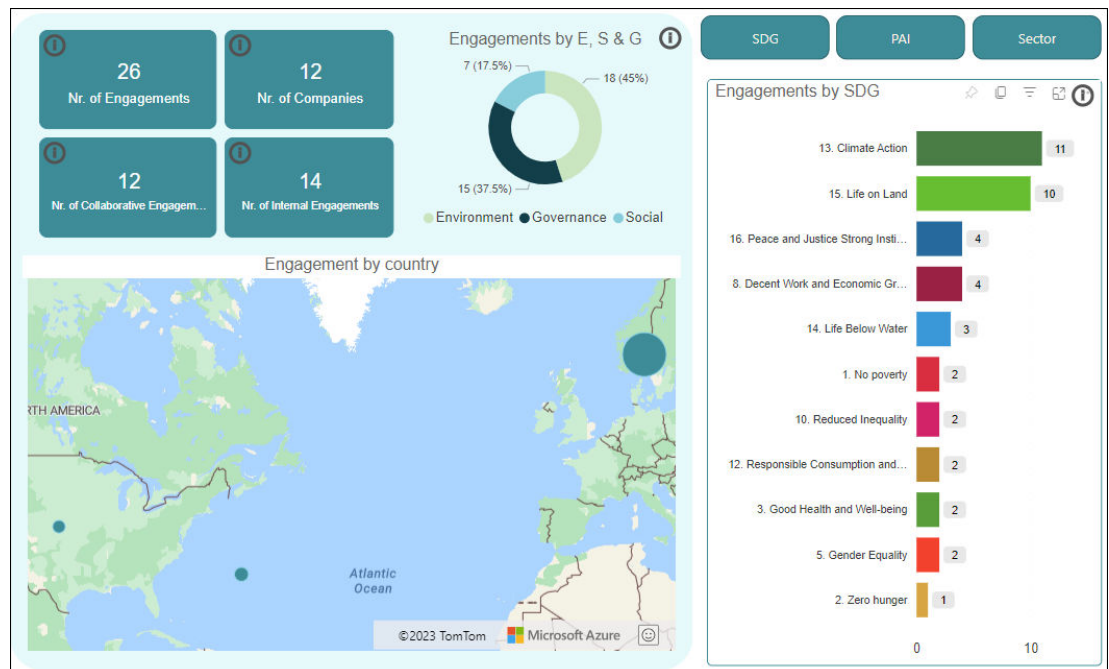 26
Nr. of Engagements
12
Nr. of Companies
12
Nr. of Collaborative Engagem...
14
Nr. of Internal Engagements
Engagements by E, S & G
7 (17.5%)
18 (45%)
15 (37.5%)
Environment Governance Social
Engagement by country
RTH AMERICA
Atlantic
Ocean
©2023 TomTom Microsoft Azure
SDG
PAI
Sector
Engagements by SDG
13. Climate Action 11
15. Life on Land 10
16. Peace and Justice Strong Insti... 4
8. Decent Work and Economic Gr... 4
14. Life Below Water 3
1. No poverty 2
10. Reduced Inequality 2
12. Responsible Consumption and... 2
3. Good Health and Well-being 2
5. Gender Equality 2
2. Zero hunger 1
0 10